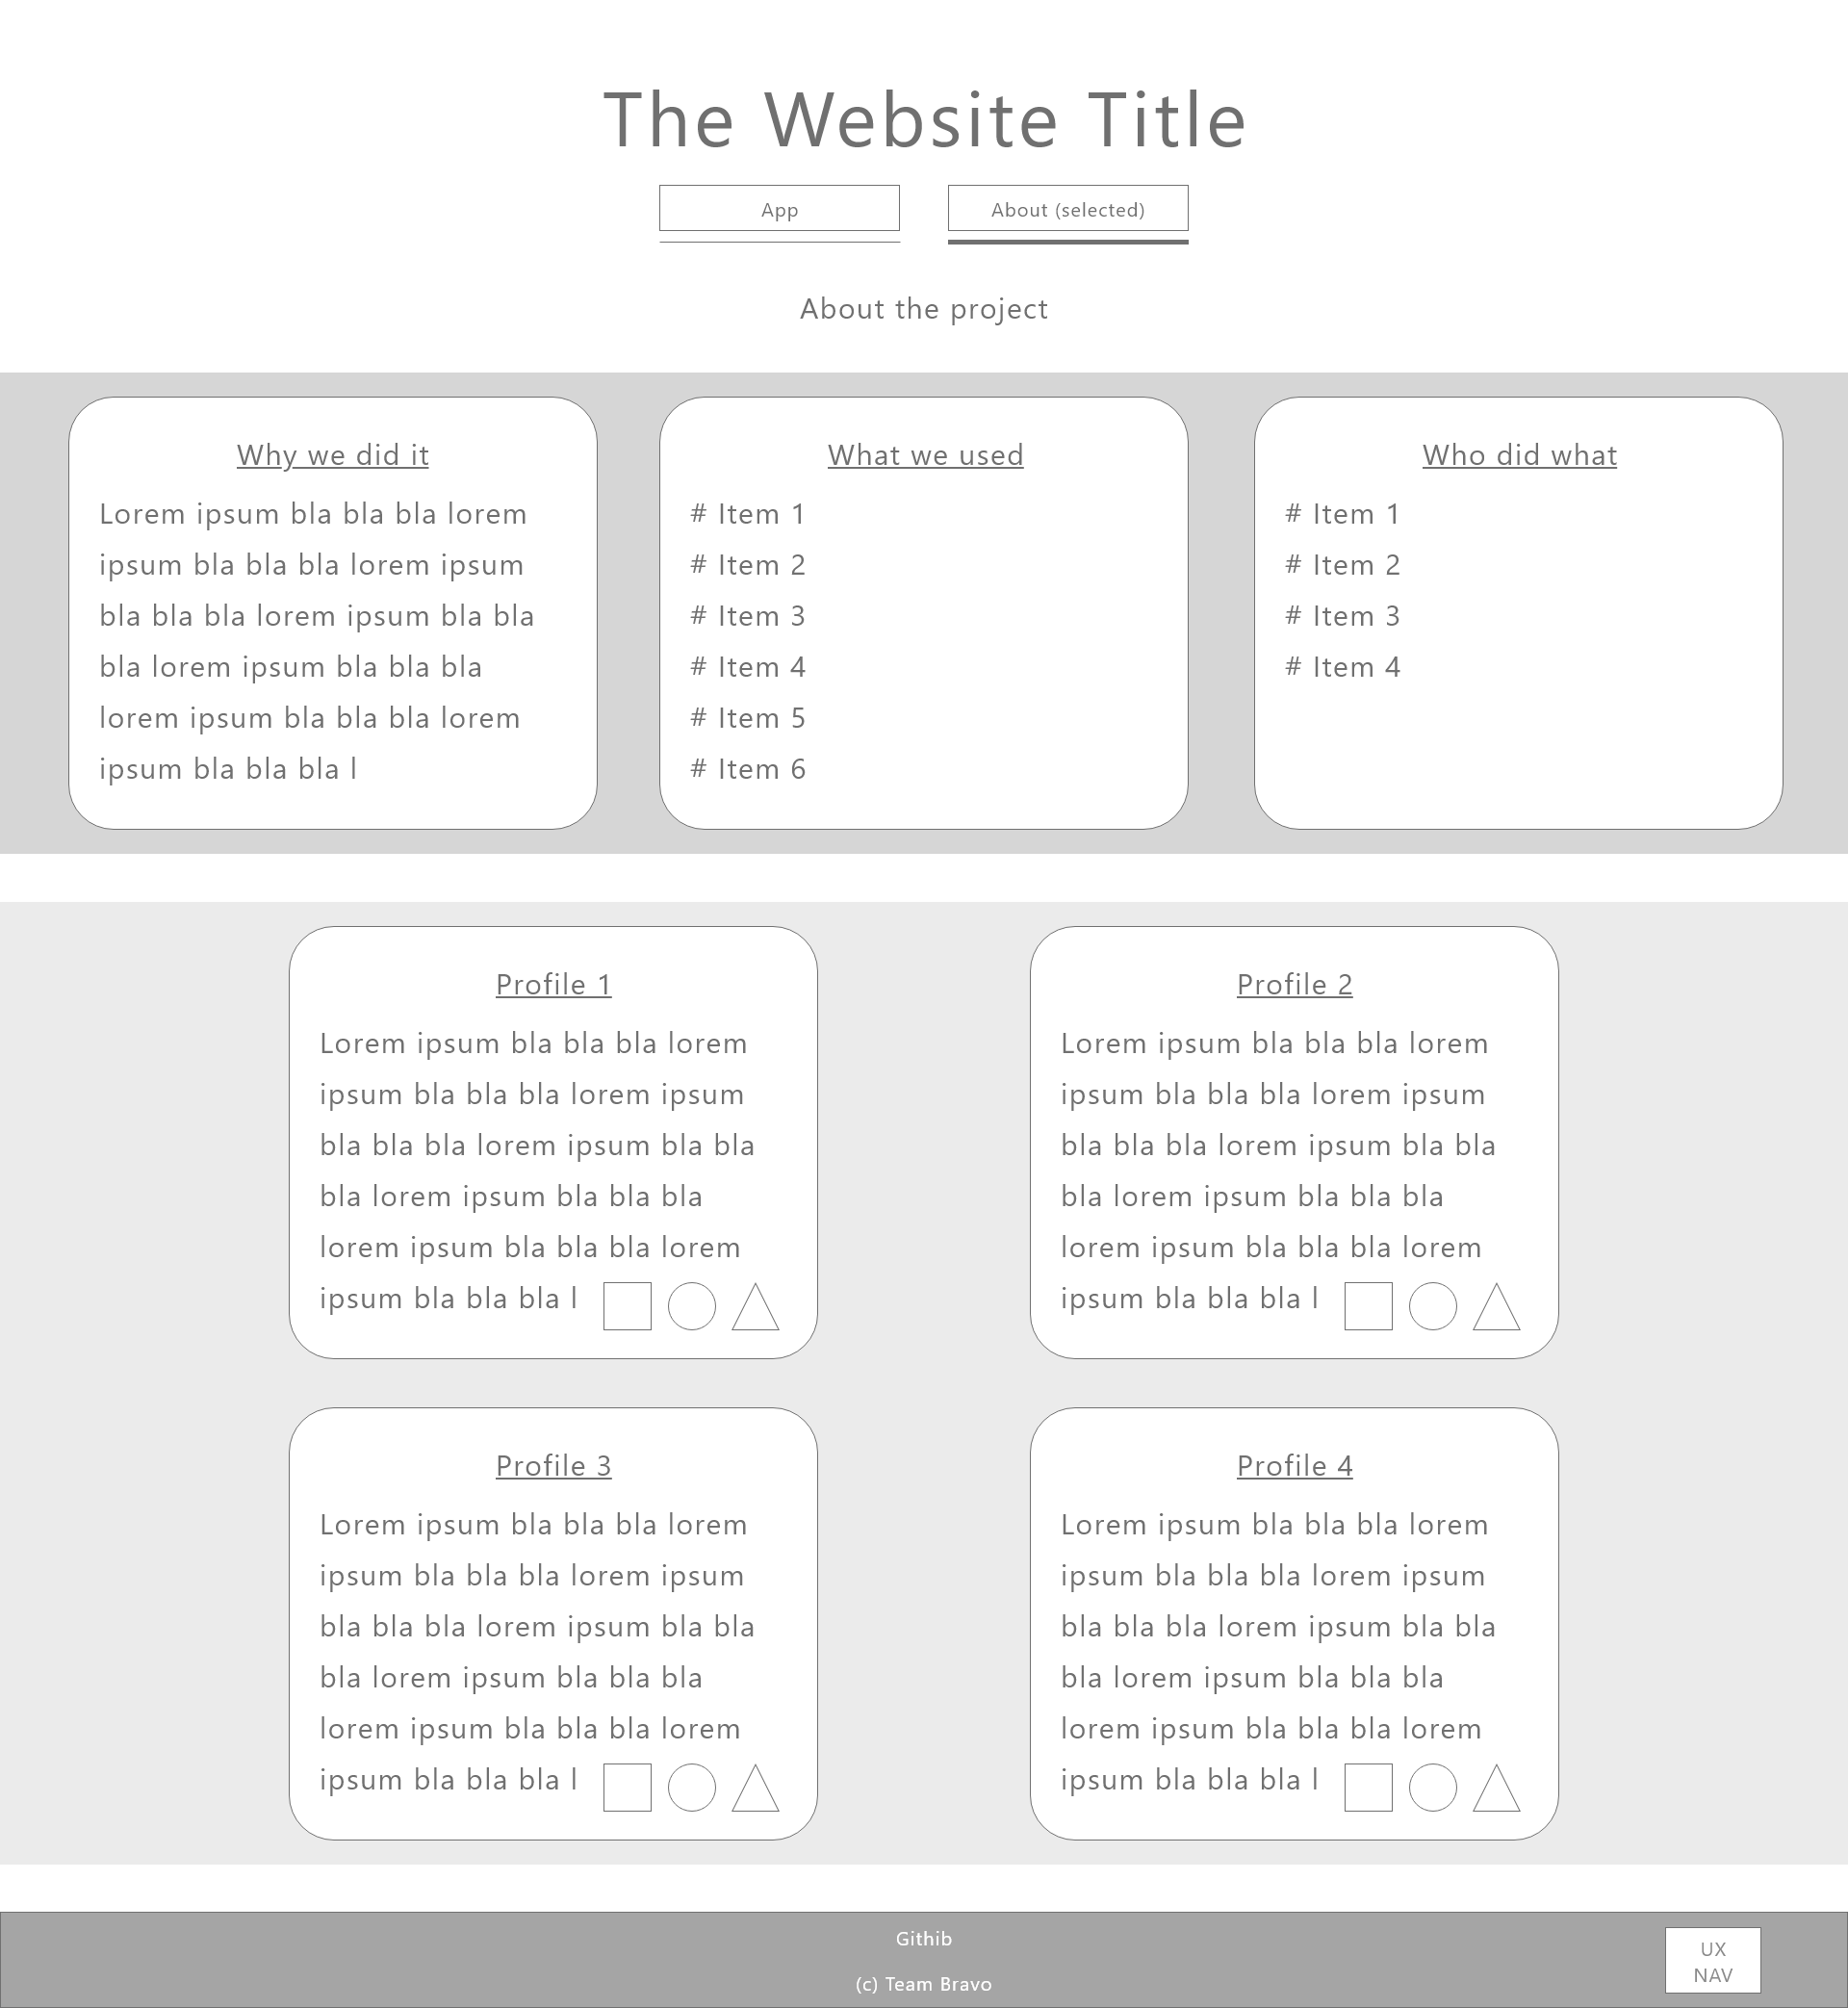 The Website Title
App
About (selected)
About the project
Why we did it
Lorem ipsum bla bla bla lorem
ipsum bla bla bla lorem ipsum
bla bla bla lorem ipsum bla bla
bla lorem ipsum bla bla bla
lorem ipsum bla bla bla lorem
ipsum bla bla bla l
What we used
# Item 1
# Item 2
# Item 3
# Item 4
# Item 5
# Item 6
Who did what
# Item 1
# Item 2
# Item 3
# Item 4
Profile 1
Lorem ipsum bla bla bla lorem
ipsum bla bla bla lorem ipsum
bla bla bla lorem ipsum bla bla
bla lorem ipsum bla bla bla
lorem ipsum bla bla bla lorem
ipsum bla bla bla l
Profile 2
Lorem ipsum bla bla bla lorem
ipsum bla bla bla lorem ipsum
bla bla bla lorem ipsum bla bla
bla lorem ipsum bla bla bla
lorem ipsum bla bla bla lorem
ipsum bla bla bla l
Profile 3
Lorem ipsum bla bla bla lorem
ipsum bla bla bla lorem ipsum
bla bla bla lorem ipsum bla bla
bla lorem ipsum bla bla bla
lorem ipsum bla bla bla lorem
ipsum bla bla bla l
Profile 4
Lorem ipsum bla bla bla lorem
ipsum bla bla bla lorem ipsum
bla bla bla lorem ipsum bla bla
bla lorem ipsum bla bla bla
lorem ipsum bla bla bla lorem
ipsum bla bla bla l
Githib
(c) Team Bravo
UX
NAV